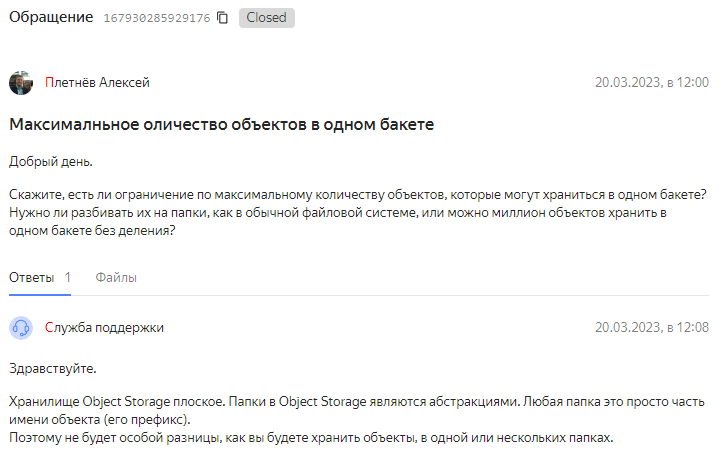 Обращение 167930285929176 Closed
Плетнёв Алексей 20.03.2023, в 12:00
Максималньное оличество объектов в одном бакете
Добрый день.
Скажите, есть ли ограничение по максимальному количеству объектов, которые могут храниться в одном бакете?
Нужно ли разбивать их на папки, как в обычной файловой системе, или можно миллион объектов хранить в
одном бакете без деления?
Ответы 1 Файлы
Служба поддержки 20.03.2023, в 12:08
Здравствуйте.
Хранилище Object Storage плоское. Папки в Object Storage являются абстракциями. Любая папка это просто часть
имени объекта (его префикс).
Поэтому не будет особой разницы, как вы будете хранить объекты, в одной или нескольких папках.